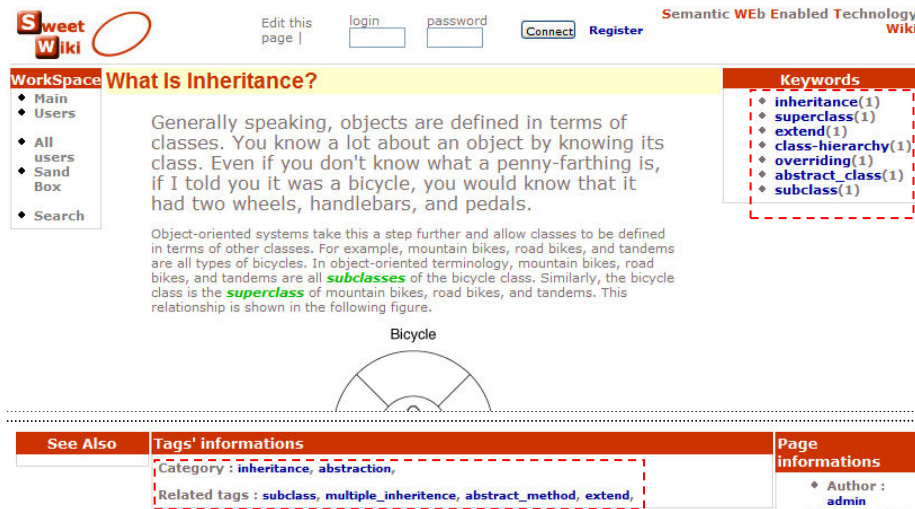 Sweet
Wiki
Edit this
page |
login
password
Connect
Register
Semantic WEb Enabled Technology
Wiki
WorkSpace
Main
Users
All
users
Sand
Box
Search
What Is Inheritance?
Generally speaking, objects are defined in terms of
classes. You know a lot about an object by knowing its
class. Even if you don't know what a penny-farthing is,
if I told you it was a bicycle, you would know that it
had two wheels, handlebars, and pedals.
Object-oriented systems take this a step further and allow classes to be defined
in terms of other classes. For example, mountain bikes, road bikes, and tandems
are all types of bicycles. In object-oriented terminology, mountain bikes, road
bikes, and tandems are all subclasses of the bicycle class. Similarly, the bicycle
class is the superclass of mountain bikes, road bikes, and tandems. This
relationship is shown in the following figure.
Bicycle
Keywords
inheritance(1)
superclass(1)
extend(1)
class-hierarchy(1)
overriding(1)
abstract_class(1)
subclass(1)
See Also
Tags' informations
Category : inheritance, abstraction,
Related tags : subclass, multiple_inheritence, abstract_method, extend,
Page
informations
Author :
admin